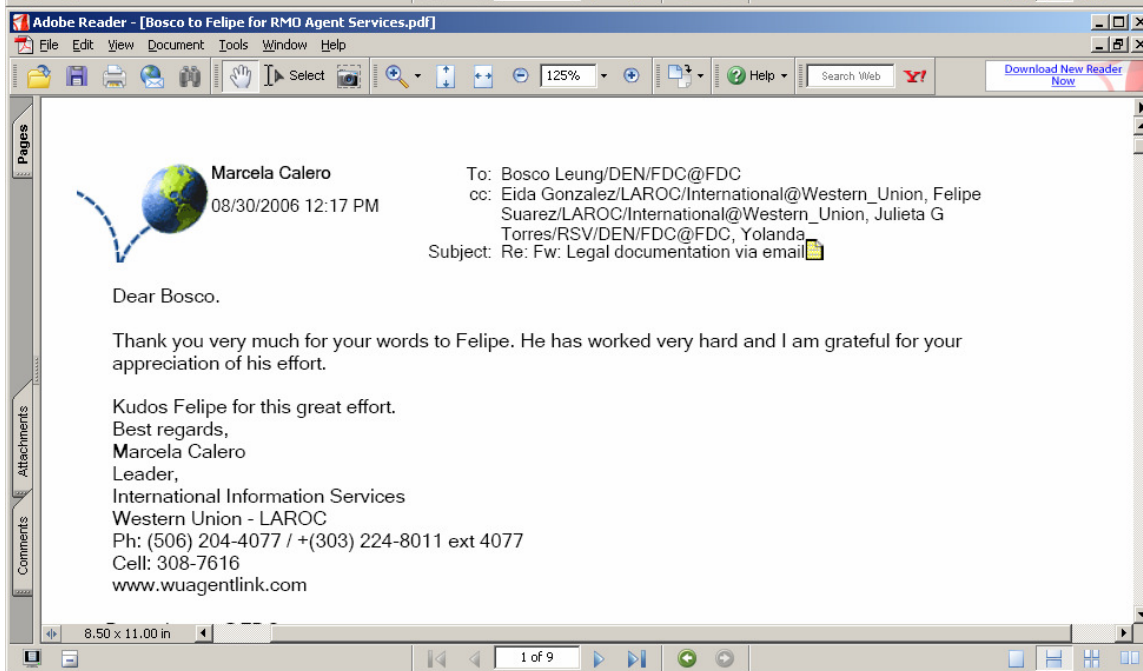 Adobe Reader - [Bosco to Felipe for RMO Agent Services.pdf]
File Edit View Document Tools Window Help
Select 125% Help Search Web Y! Download New Reader Now
Pages
Marcela Calero
08/30/2006 12:17 PM
To: Bosco Leung/DEN/FDC@FDC
cc: Eida Gonzalez/LAROC/International@Western_Union, Felipe
Suarez/LAROC/International@Western_Union, Julieta G
Torres/RSV/DEN/FDC@FDC, Yolanda
Subject: Re: Fw: Legal documentation via email
Dear Bosco.
Thank you very much for your words to Felipe. He has worked very hard and I am grateful for your
appreciation of his effort.
Kudos Felipe for this great effort.
Best regards,
Marcela Calero
Leader,
International Information Services
Western Union - LAROC
Ph: (506) 204-4077 / +(303) 224-8011 ext 4077
Cell: 308-7616
www.wuagentlink.com
Attachments
Comments
8.50 x 11.00 in
1 of 9